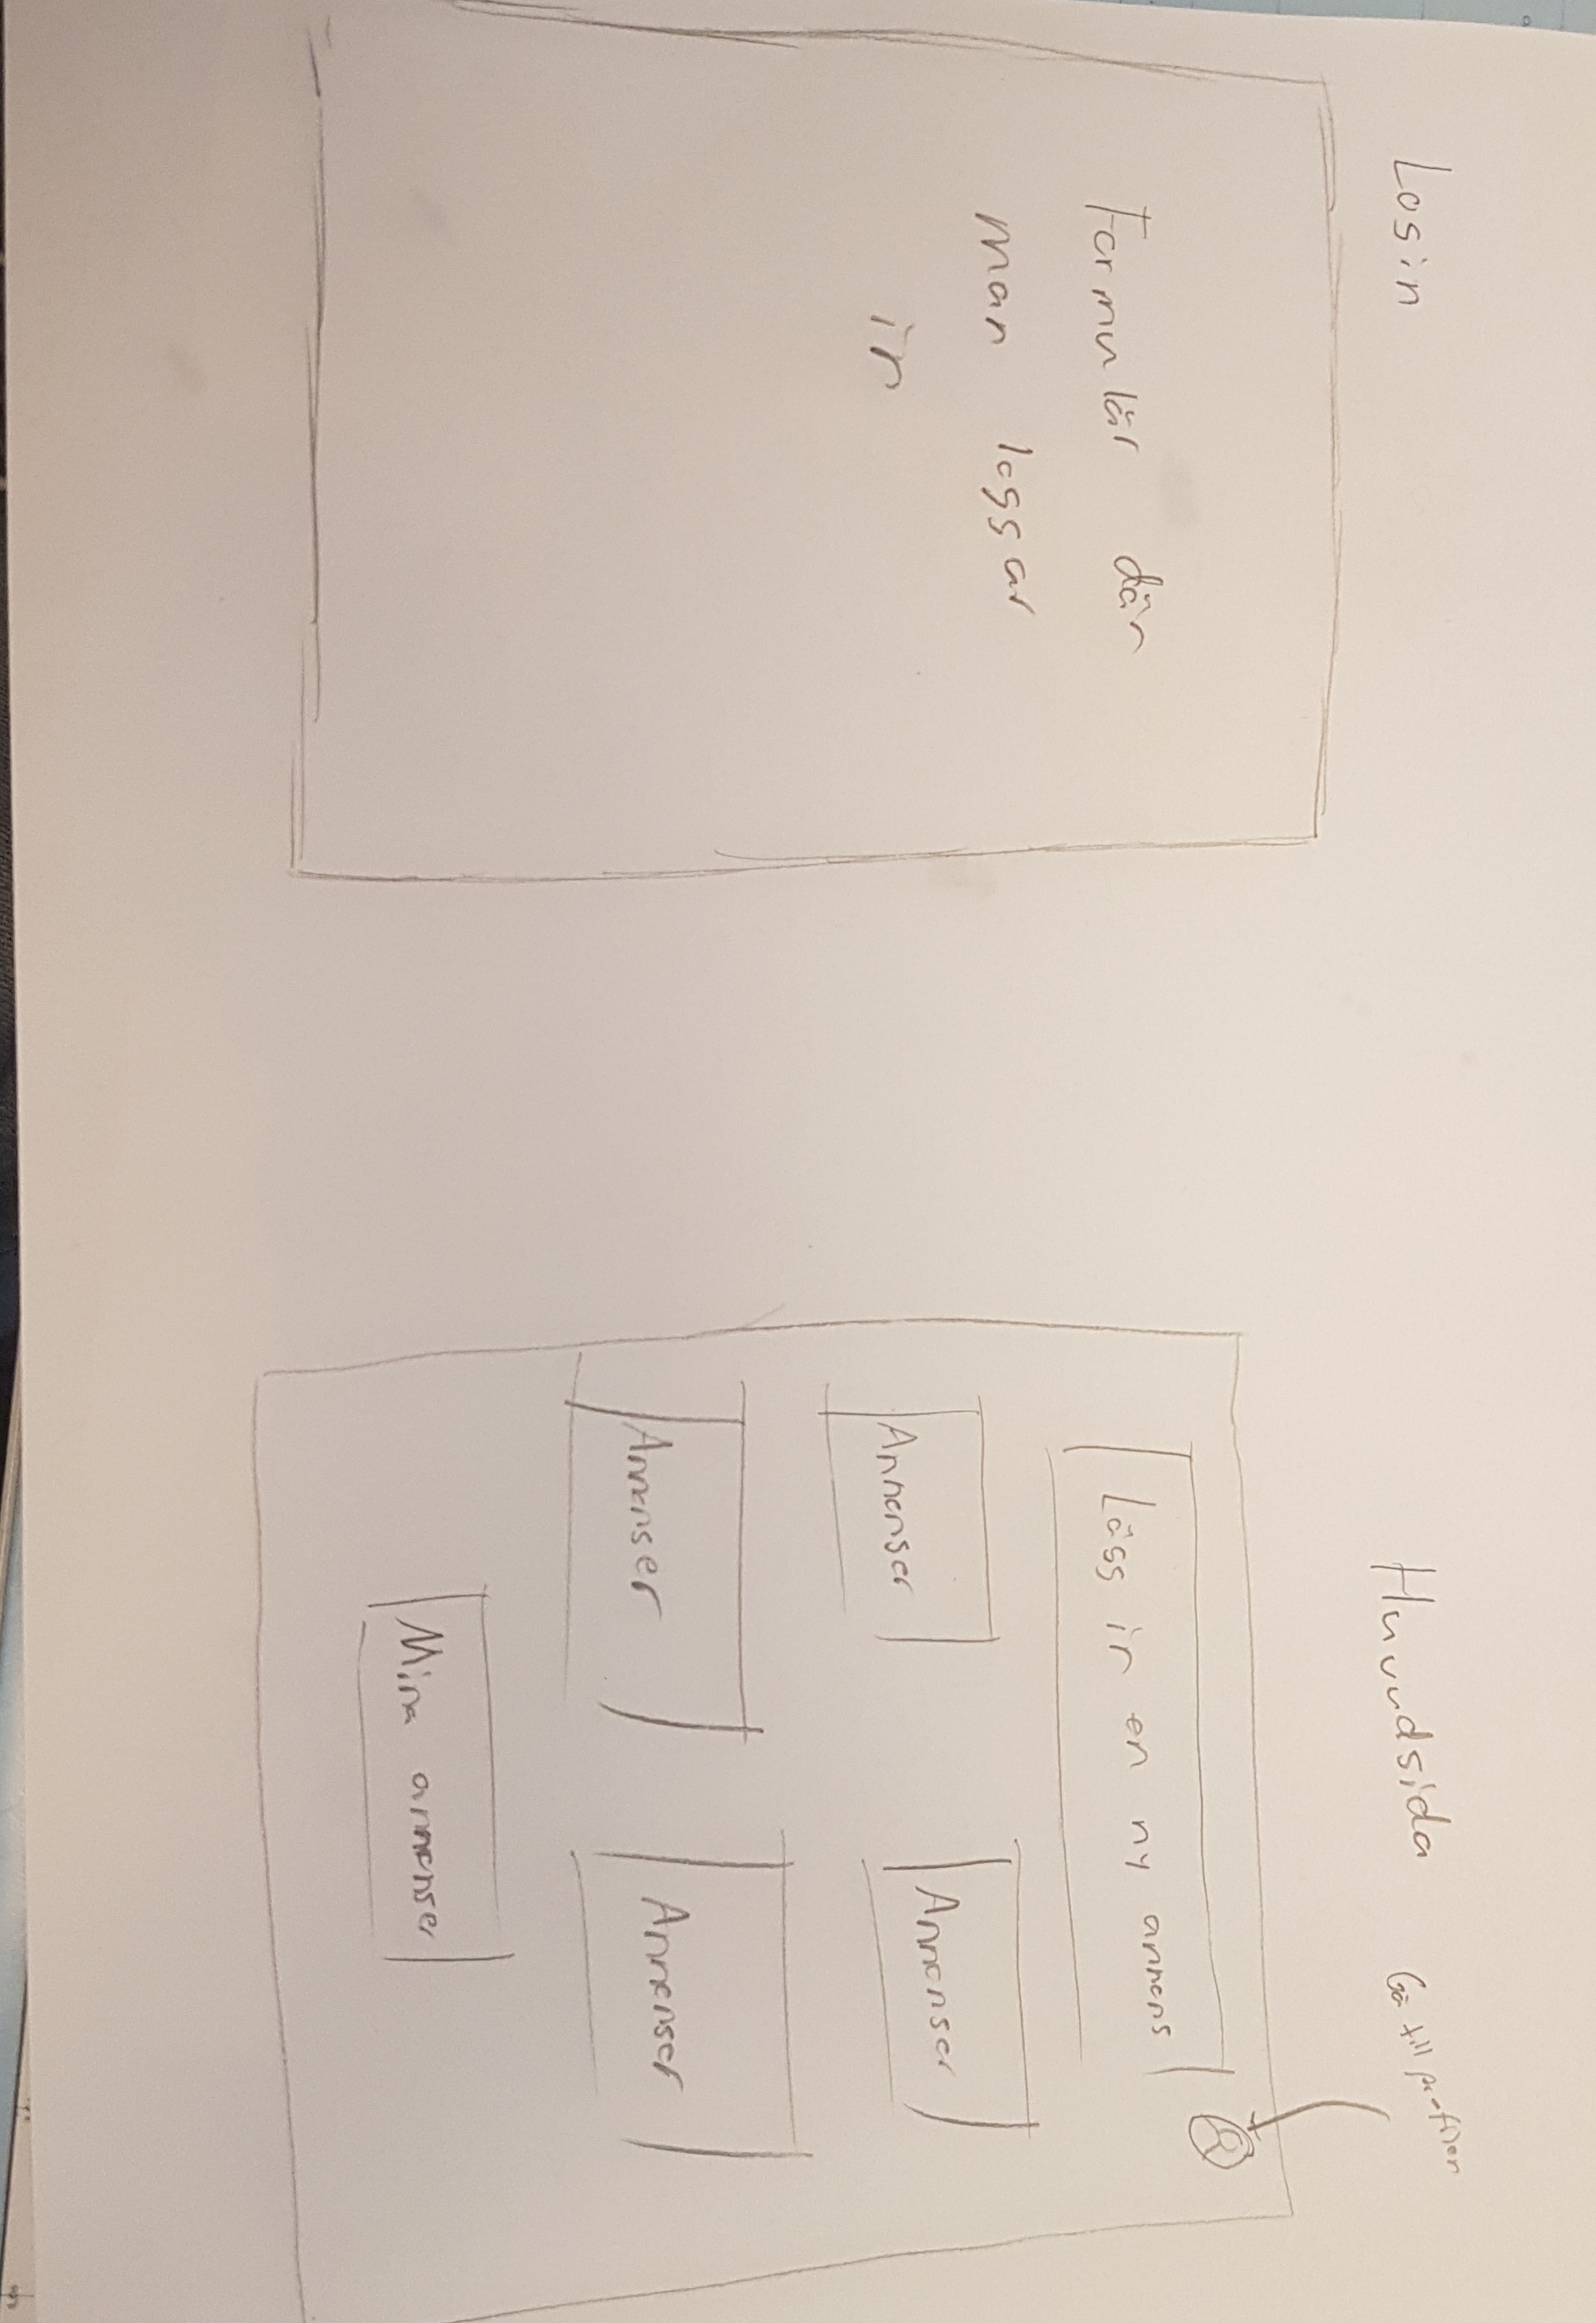 Login
Formulär där
man loggar
in
Huvudsida
Gå till profilen
Lägg in en ny annons
Annonser
Annonser
Annonser
Annonser
Mina annonser